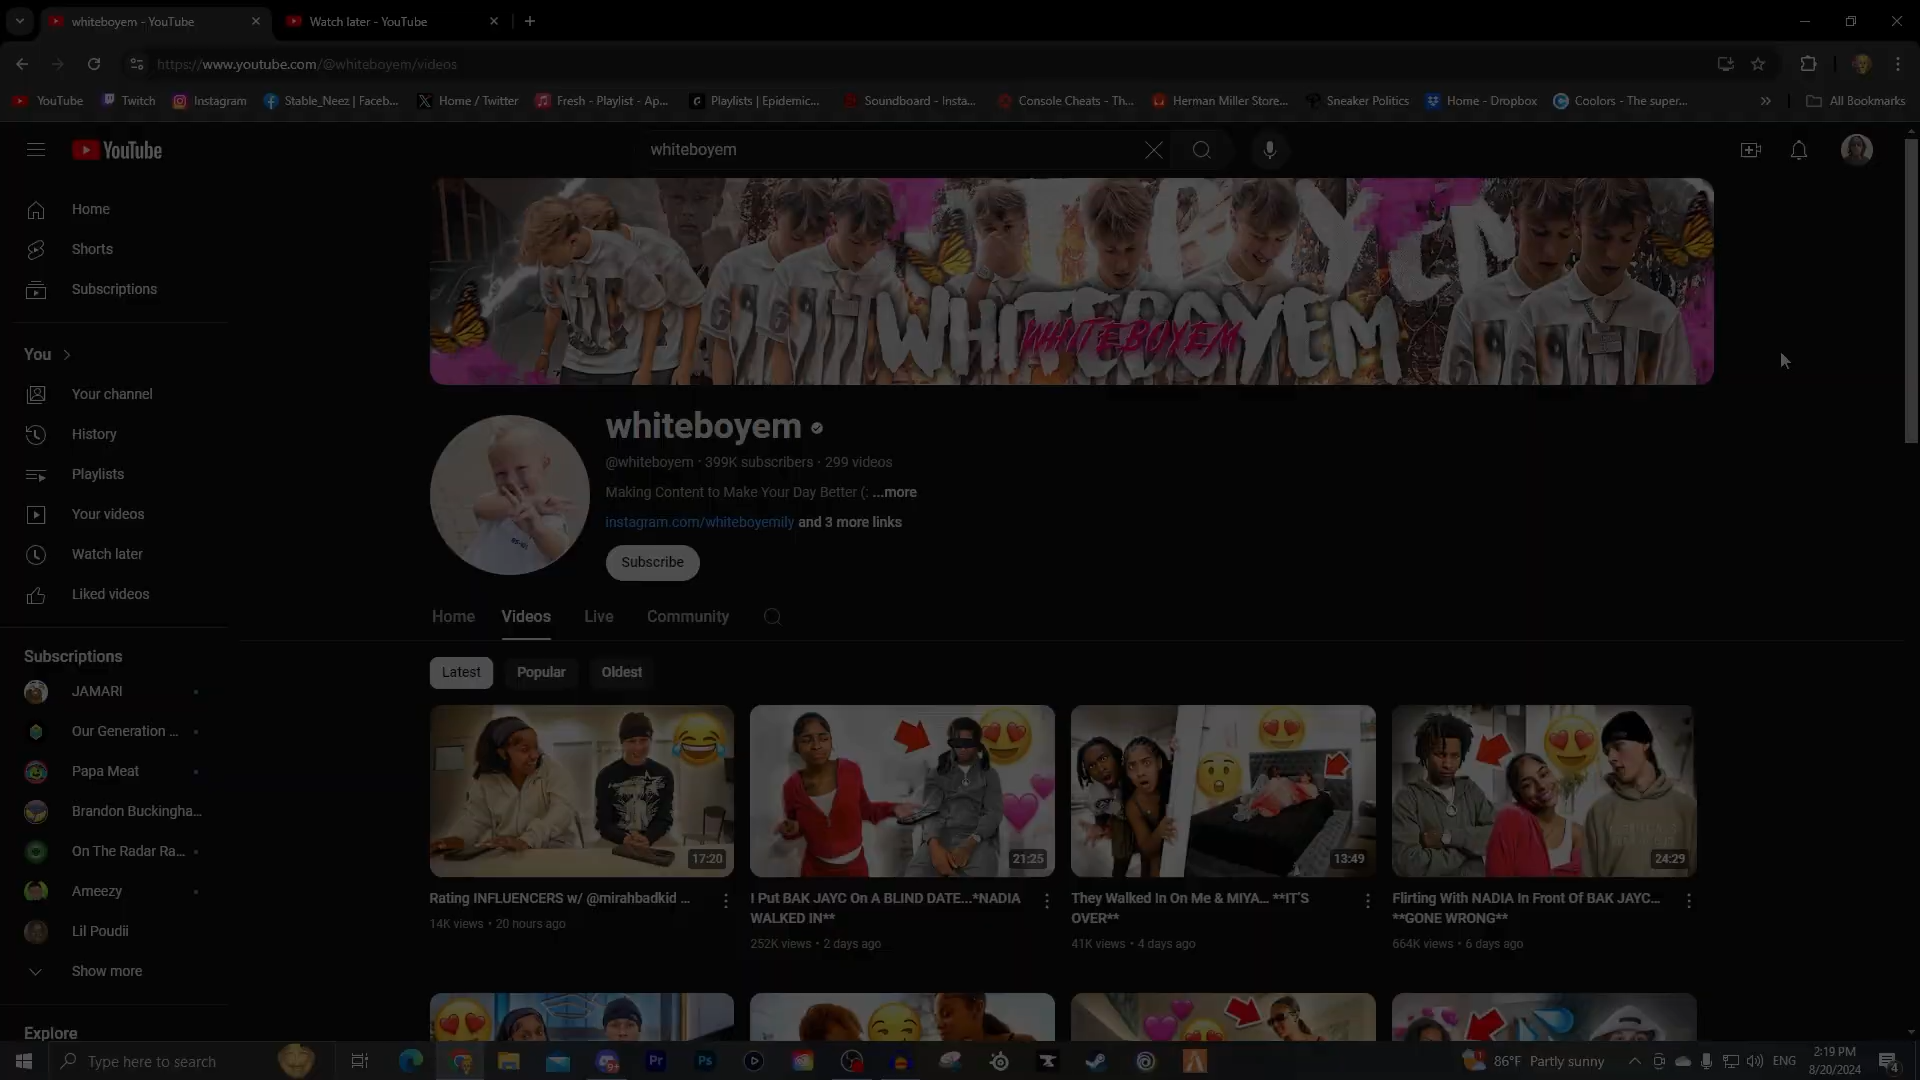 whiteboyem - YouTube
Watch later - YouTube
https://www.youtube.com/@whiteboyem/videos
YouTube
Twitch
Instagram
Stable_Neez | Faceb...
Home / Twitter
Fresh - Playlist - Ap...
Playlists | Epidemic...
Soundboard - Insta...
Console Cheats - Th...
Herman Miller Store...
Sneaker Politics
Home - Dropbox
Coolors - The super...
All Bookmarks
YouTube
whiteboyem
Home
Shorts
Subscriptions
You
Your channel
History
Playlists
Your videos
Watch later
Liked videos
Subscriptions
JAMARI
Our Generation ...
Papa Meat
Brandon Buckingha...
On The Radar Ra...
Ameezy
Lil Poudii
Show more
Explore
WHITEBOYEM
WHITEBOYEM
whiteboyem
@whiteboyem · 399K subscribers · 299 videos
Making Content to Make Your Day Better (: ...more
instagram.com/whiteboyemily and 3 more links
Subscribe
Home
Videos
Live
Community
Latest
Popular
Oldest
17:20
21:25
13:49
24:29
Rating INFLUENCERS w/ @mirahbadkid ...
14K views · 20 hours ago
I Put BAK JAYC On A BLIND DATE...*NADIA
WALKED IN**
252K views · 2 days ago
They Walked In On Me & MIYA... **IT'S
OVER**
41K views · 4 days ago
Flirting With NADIA In Front Of BAK JAYC...
**GONE WRONG**
664K views · 6 days ago
Type here to search
86°F Partly sunny
ENG
2:19 PM
8/20/2024